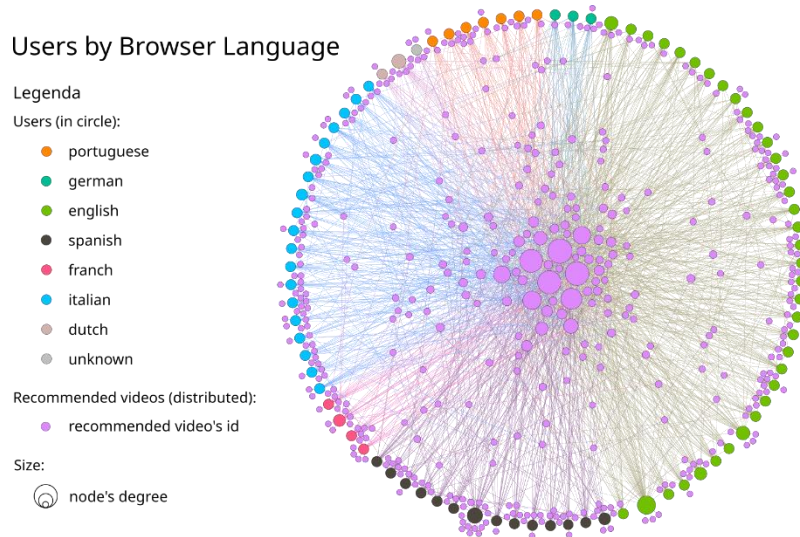 Users by Browser Language
Legenda
Users (in circle):
portuguese
german
english
spanish
franch
italian
dutch
unknown
Recommended videos (distributed):
recommended video's id
Size:
node's degree